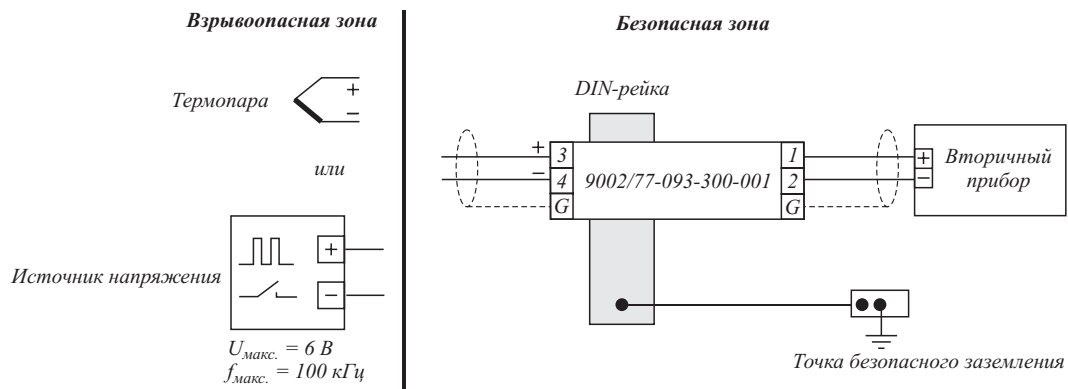 Взрывоопасная зона
Безопасная зона
Термопара
+
−
или
Источник напряжения
+
−
Uмакс. = 6 В
fмакс. = 100 кГц
DIN-рейка
+ 3
− 4
G
9002/77-093-300-001
1
2
G
+
−
Вторичный
прибор
Точка безопасного заземления